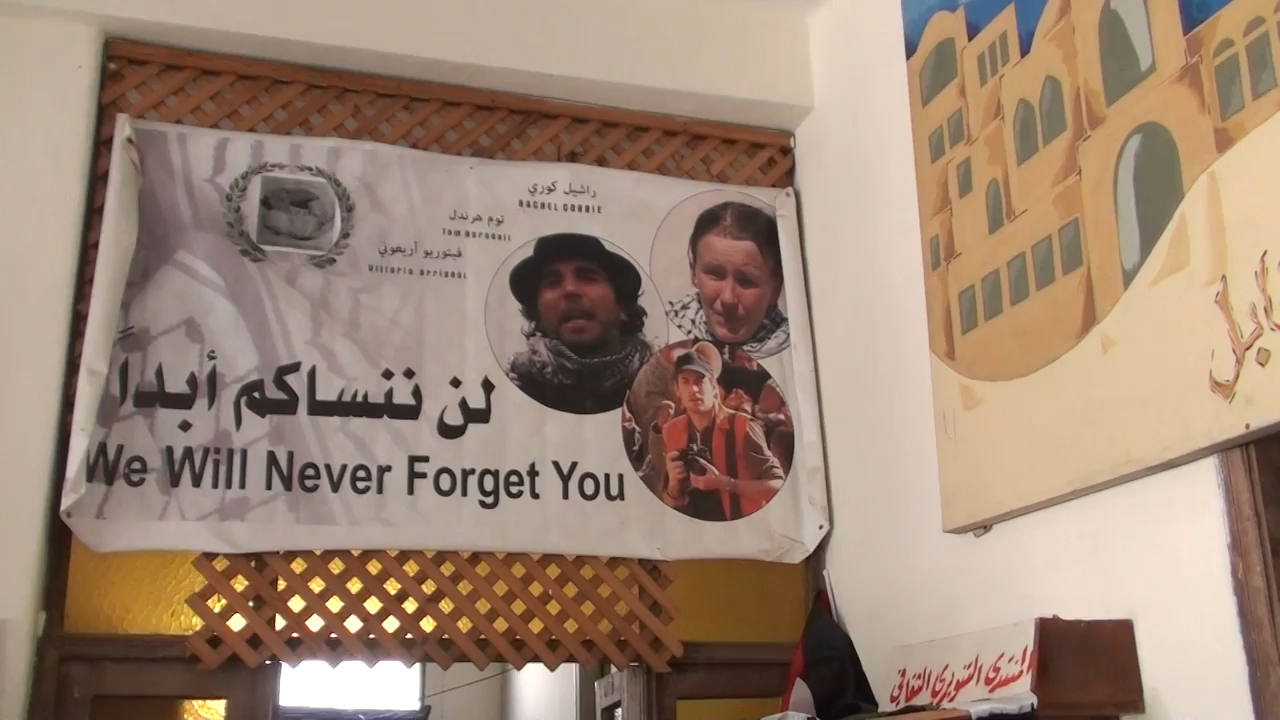 راشيل كوري
RACHEL CORRIE
توم هرندل
Tom Hurndall
فيتوريو أريغوني
Vittorio Arrigoni
لن ننساكم أبداً
We Will Never Forget You
المنتدى التنويري الثقافي